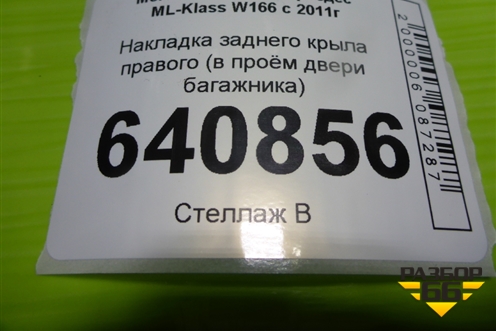 ML-Klass W166 с 2011г
Накладка заднего крыла
правого (в проём двери
багажника)
640856
Стеллаж В
2000006087287
РАЗБОР
66